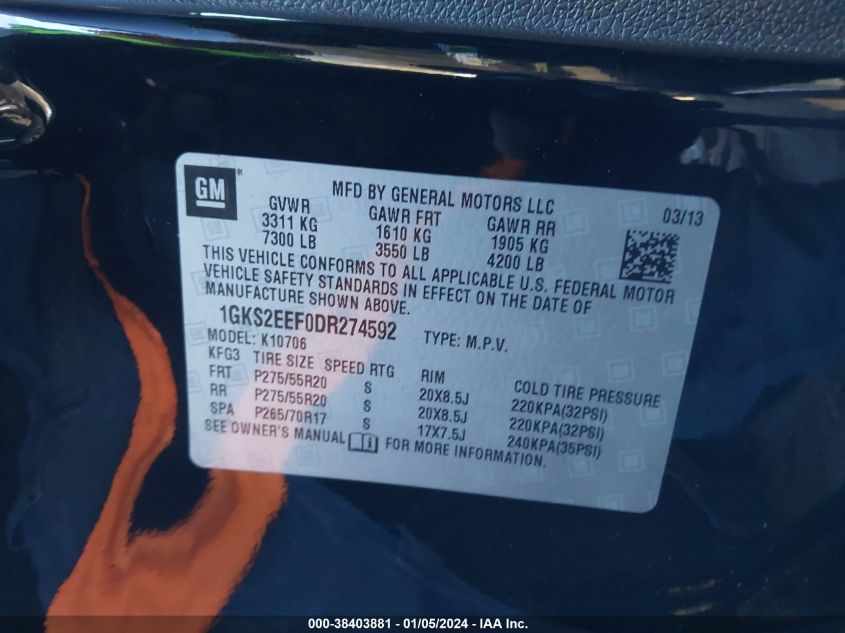 GM®
MFD BY GENERAL MOTORS LLC
03/13
GVWR GAWR FRT GAWR RR
3311 KG 1610 KG 1905 KG
7300 LB 3550 LB 4200 LB
THIS VEHICLE CONFORMS TO ALL APPLICABLE U.S. FEDERAL MOTOR
VEHICLE SAFETY STANDARDS IN EFFECT ON THE DATE OF
MANUFACTURE SHOWN ABOVE.
1GKS2EEF0DR274592 TYPE: M.P.V.
MODEL: K10706
KFG3 TIRE SIZE SPEED RTG RIM COLD TIRE PRESSURE
FRT P275/55R20 S 20X8.5J 220KPA(32PSI)
RR P275/55R20 S 20X8.5J 220KPA(32PSI)
SPA P265/70R17 S 17X7.5J 240KPA(35PSI)
SEE OWNER'S MANUAL FOR MORE INFORMATION.
000-38403881 - 01/05/2024 - IAA Inc.